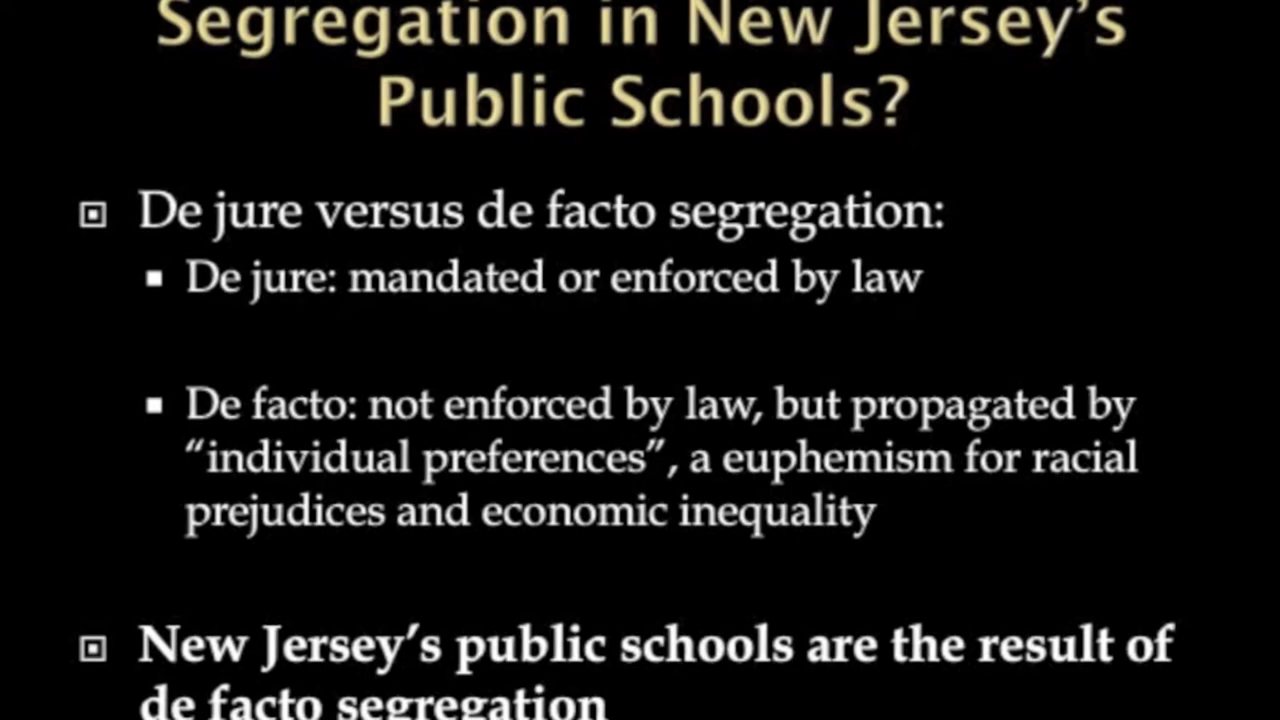 Segregation in New Jersey’s
Public Schools?
De jure versus de facto segregation:
De jure: mandated or enforced by law
De facto: not enforced by law, but propagated by
“individual preferences”, a euphemism for racial
prejudices and economic inequality
New Jersey’s public schools are the result of
de facto segregation